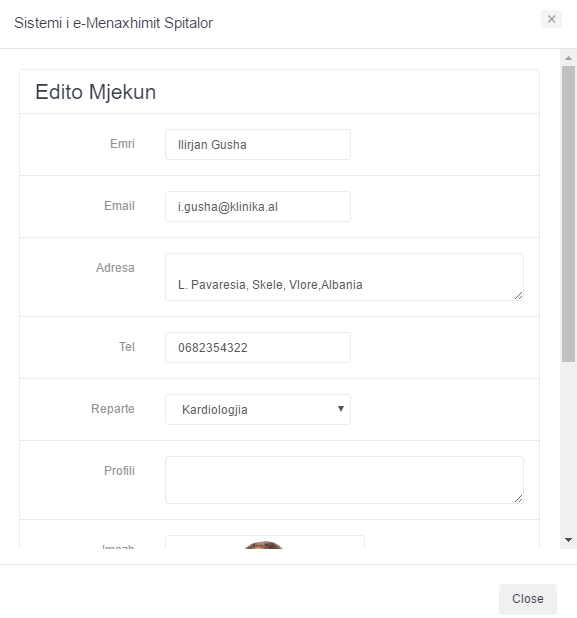 Sistemi i e-Menaxhimit Spitalor
×
Edito Mjekun
Emri
Ilirjan Gusha
Email
i.gusha@klinika.al
Adresa
L. Pavaresia, Skele, Vlore,Albania
Tel
0682354322
Reparte
Kardiologjia
Profili
Imazh
Close